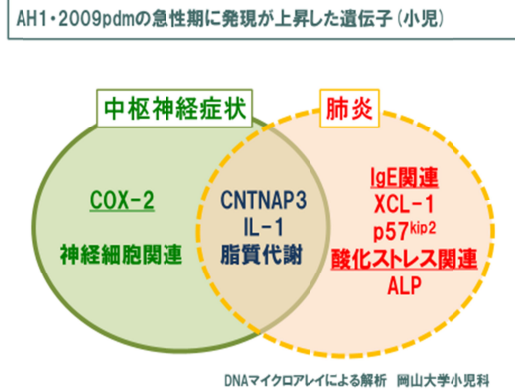 AH1・2009pdmの急性期に発現が上昇した遺伝子(小児)
中枢神経症状
肺炎
COX-2
神経細胞関連
CNTNAP3
IL-1
脂質代謝
IgE関連
XCL-1
p57kip2
酸化ストレス関連
ALP
DNAマイクロアレイによる解析 岡山大学小児科